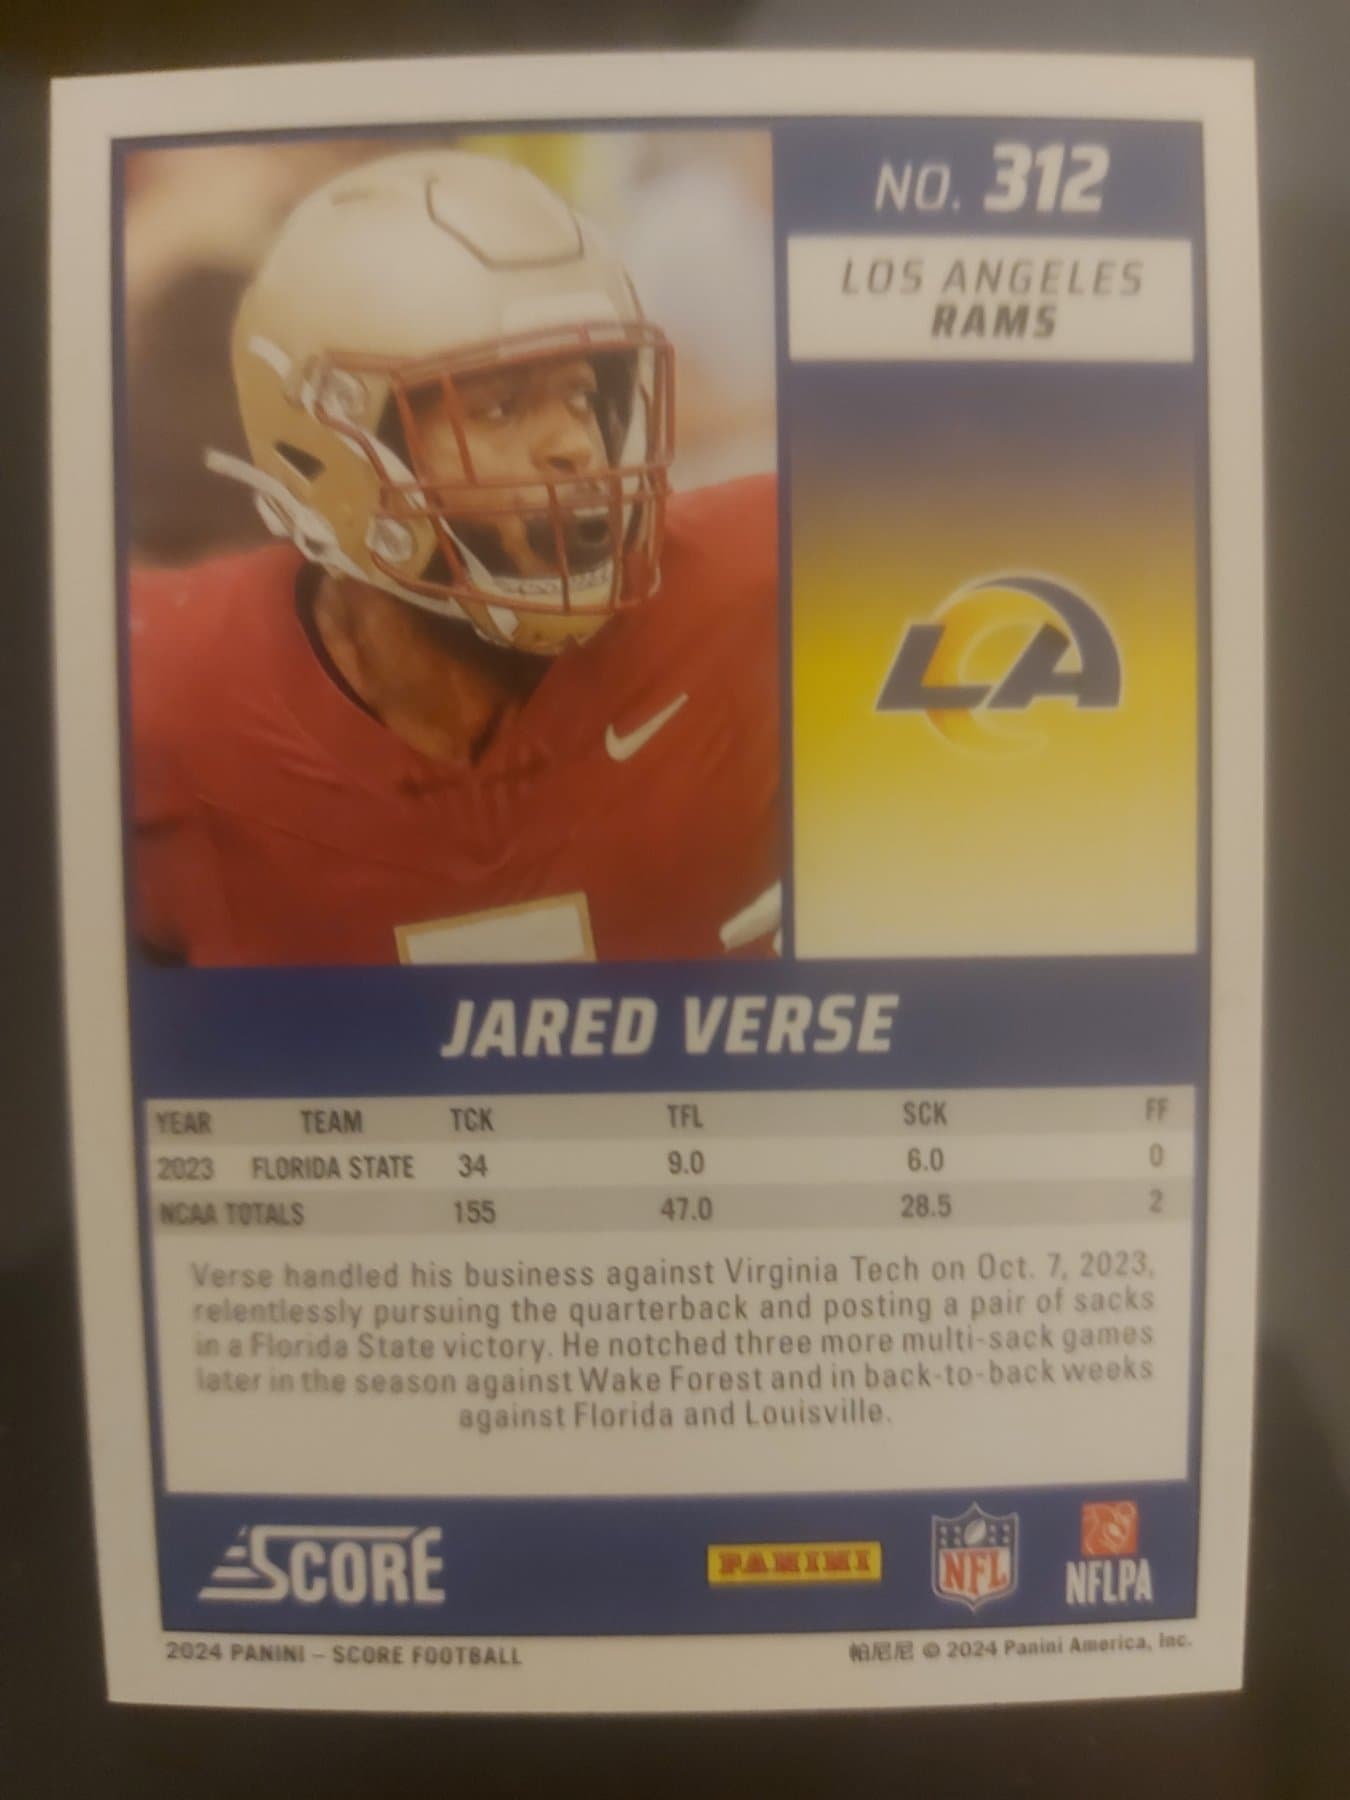 NO. 312
LOS ANGELES
RAMS
LA
JARED VERSE
YEAR TEAM TCK TFL SCK FF
2023 FLORIDA STATE 34 9.0 6.0 0
NCAA TOTALS 155 47.0 28.5 2
Verse handled his business against Virginia Tech on Oct. 7, 2023,
relentlessly pursuing the quarterback and posting a pair of sacks
in a Florida State victory. He notched three more multi-sack games
later in the season against Wake Forest and in back-to-back weeks
against Florida and Louisville.
SCORE PANINI NFL NFLPA
2024 PANINI – SCORE FOOTBALL 帕尼尼 © 2024 Panini America, Inc.